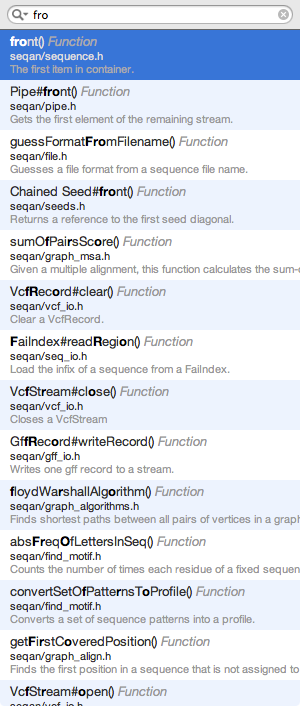 fro
front() Function
seqan/sequence.h
The first item in container.
Pipe#front() Function
seqan/pipe.h
Gets the first element of the remaining stream.
guessFormatFromFilename() Function
seqan/file.h
Guesses a file format from a sequence file name.
Chained Seed#front() Function
seqan/seeds.h
Returns a reference to the first seed diagonal.
sumOfPairsScore() Function
seqan/graph_msa.h
Given a multiple alignment, this function calculates the sum-o
VcfRecord#clear() Function
seqan/vcf_io.h
Clear a VcfRecord.
FaiIndex#readRegion() Function
seqan/seq_io.h
Load the infix of a sequence from a FaiIndex.
VcfStream#close() Function
seqan/vcf_io.h
Closes a VcfStream
GffRecord#writeRecord() Function
seqan/gff_io.h
Writes one gff record to a stream.
floydWarshallAlgorithm() Function
seqan/graph_algorithms.h
Finds shortest paths between all pairs of vertices in a graph
absFreqOfLettersInSeq() Function
seqan/find_motif.h
Counts the number of times each residue of a fixed sequen
convertSetOfPatternsToProfile() Function
seqan/find_motif.h
Converts a set of sequence patterns into a profile.
getFirstCoveredPosition() Function
seqan/graph_align.h
Finds the first position in a sequence that is not assigned to
VcfStream#open() Function
seqan/vcf_io.h